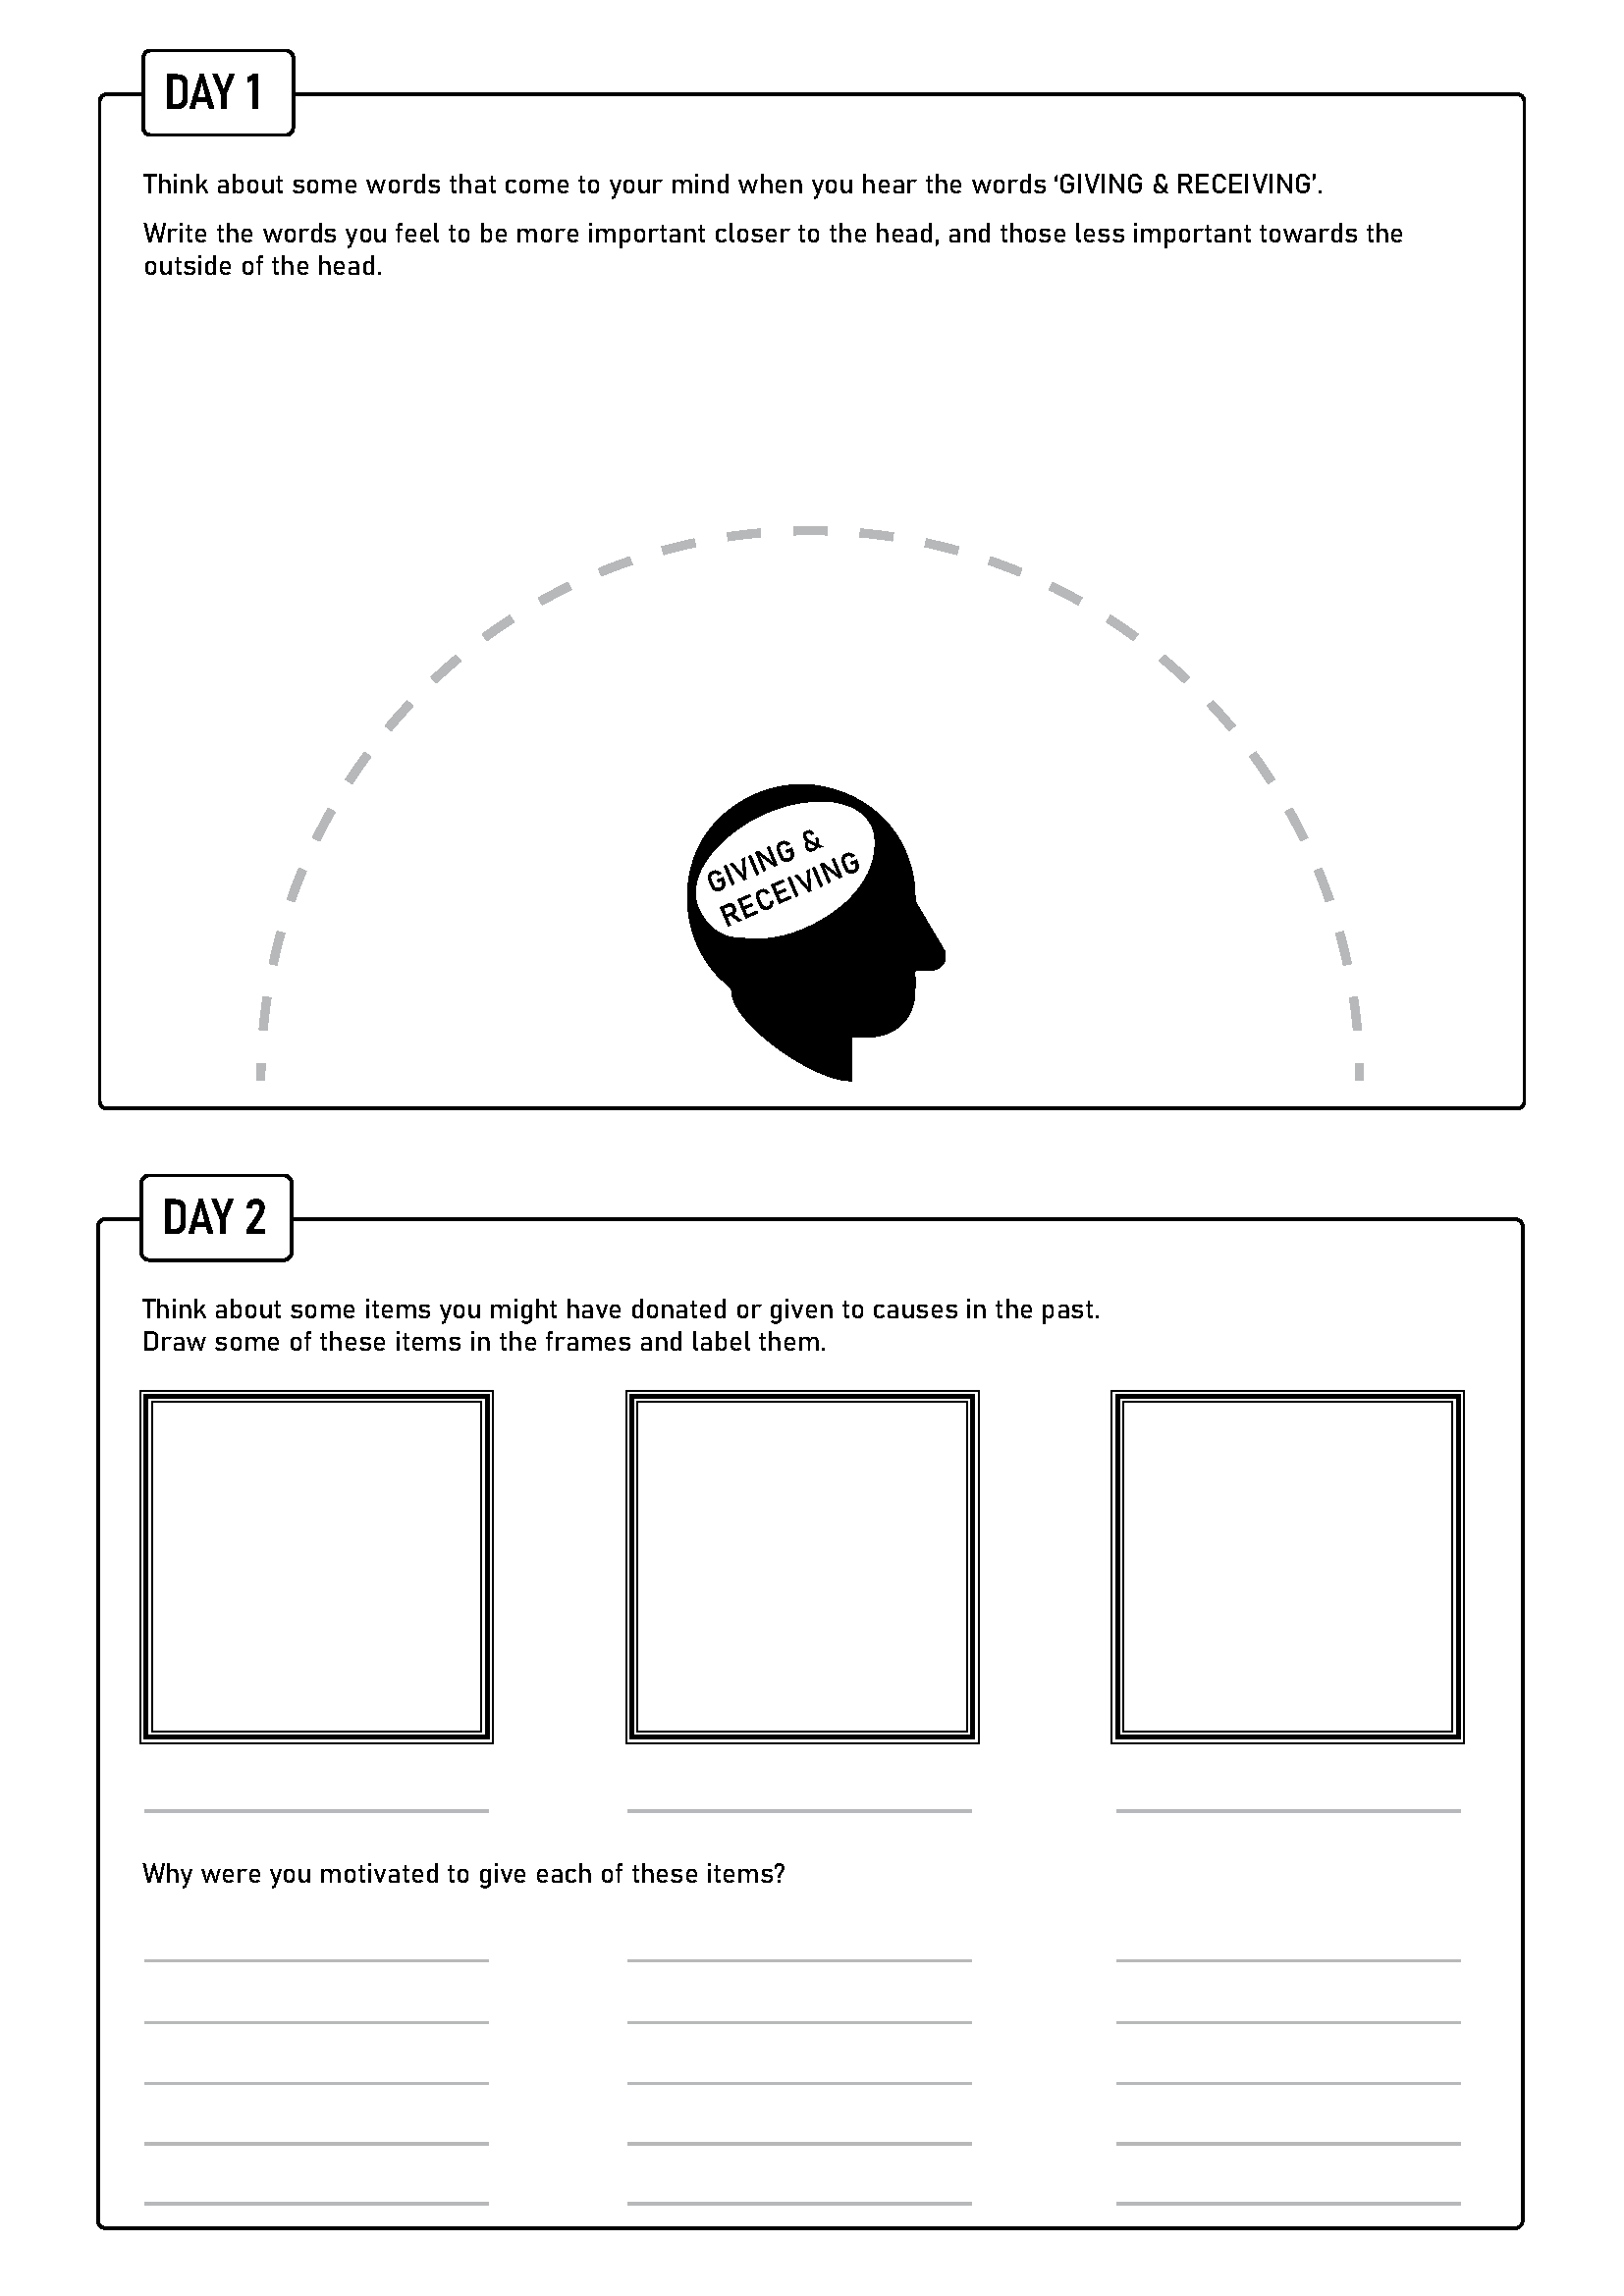 DAY 1
Think about some words that come to your mind when you hear the words ‘GIVING & RECEIVING’.
Write the words you feel to be more important closer to the head, and those less important towards the
outside of the head.
GIVING &
RECEIVING
DAY 2
Think about some items you might have donated or given to causes in the past.
Draw some of these items in the frames and label them.
Why were you motivated to give each of these items?